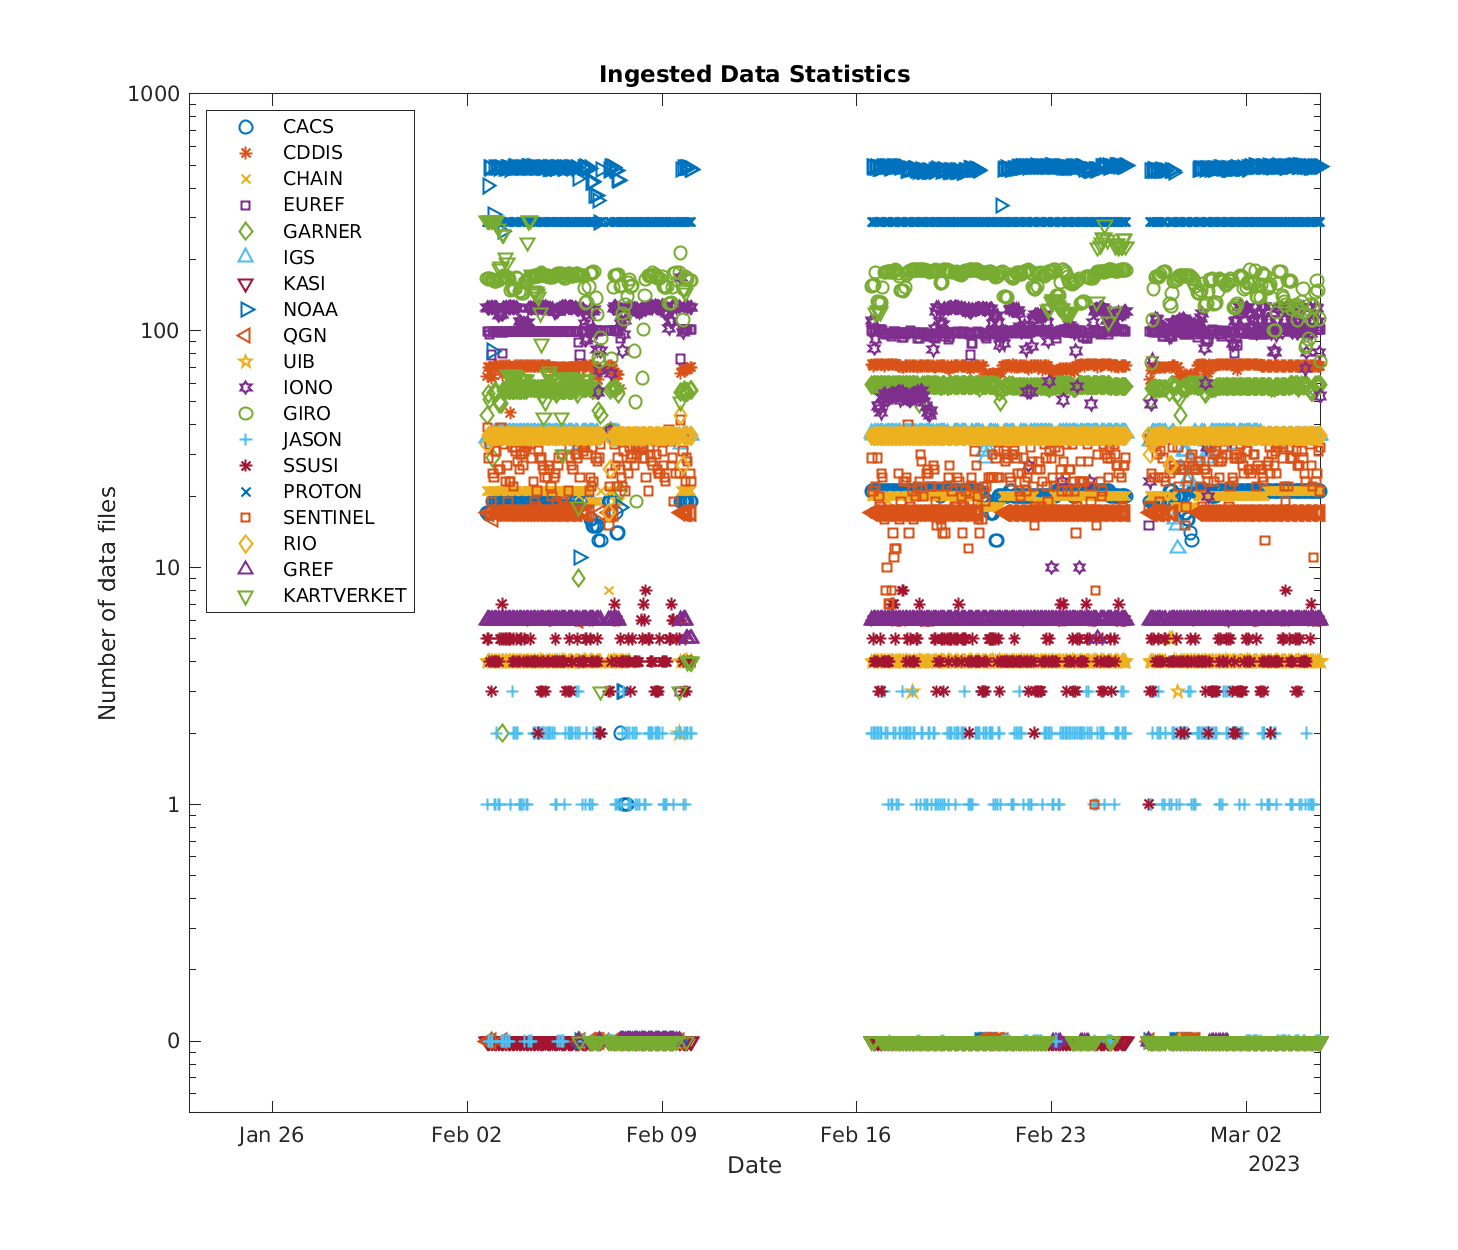 Ingested Data Statistics
1000
100
10
1
0
Number of data files
CACS
CDDIS
CHAIN
EUREF
GARNER
IGS
KASI
NOAA
QGN
UIB
IONO
GIRO
JASON
SSUSI
PROTON
SENTINEL
RIO
GREF
KARTVERKET
Jan 26
Feb 02
Feb 09
Feb 16
Feb 23
Mar 02
Date
2023